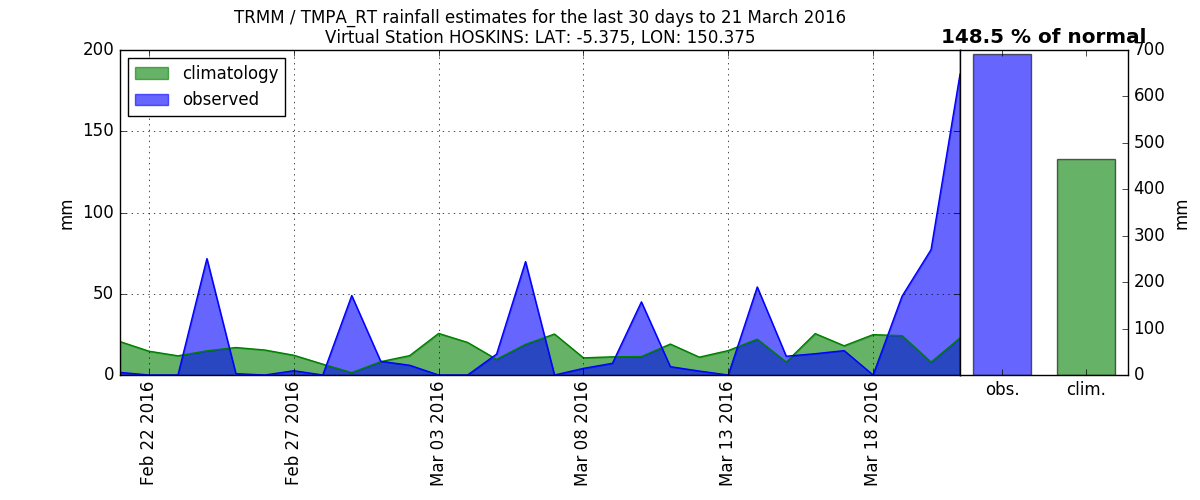 TRMM / TMPA_RT rainfall estimates for the last 30 days to 21 March 2016
Virtual Station HOSKINS: LAT: -5.375, LON: 150.375
148.5 % of normal
climatology
observed
200
150
100
50
0
mm
Feb 22 2016
Feb 27 2016
Mar 03 2016
Mar 08 2016
Mar 13 2016
Mar 18 2016
obs.
clim.
700
600
500
400
300
200
100
0
mm